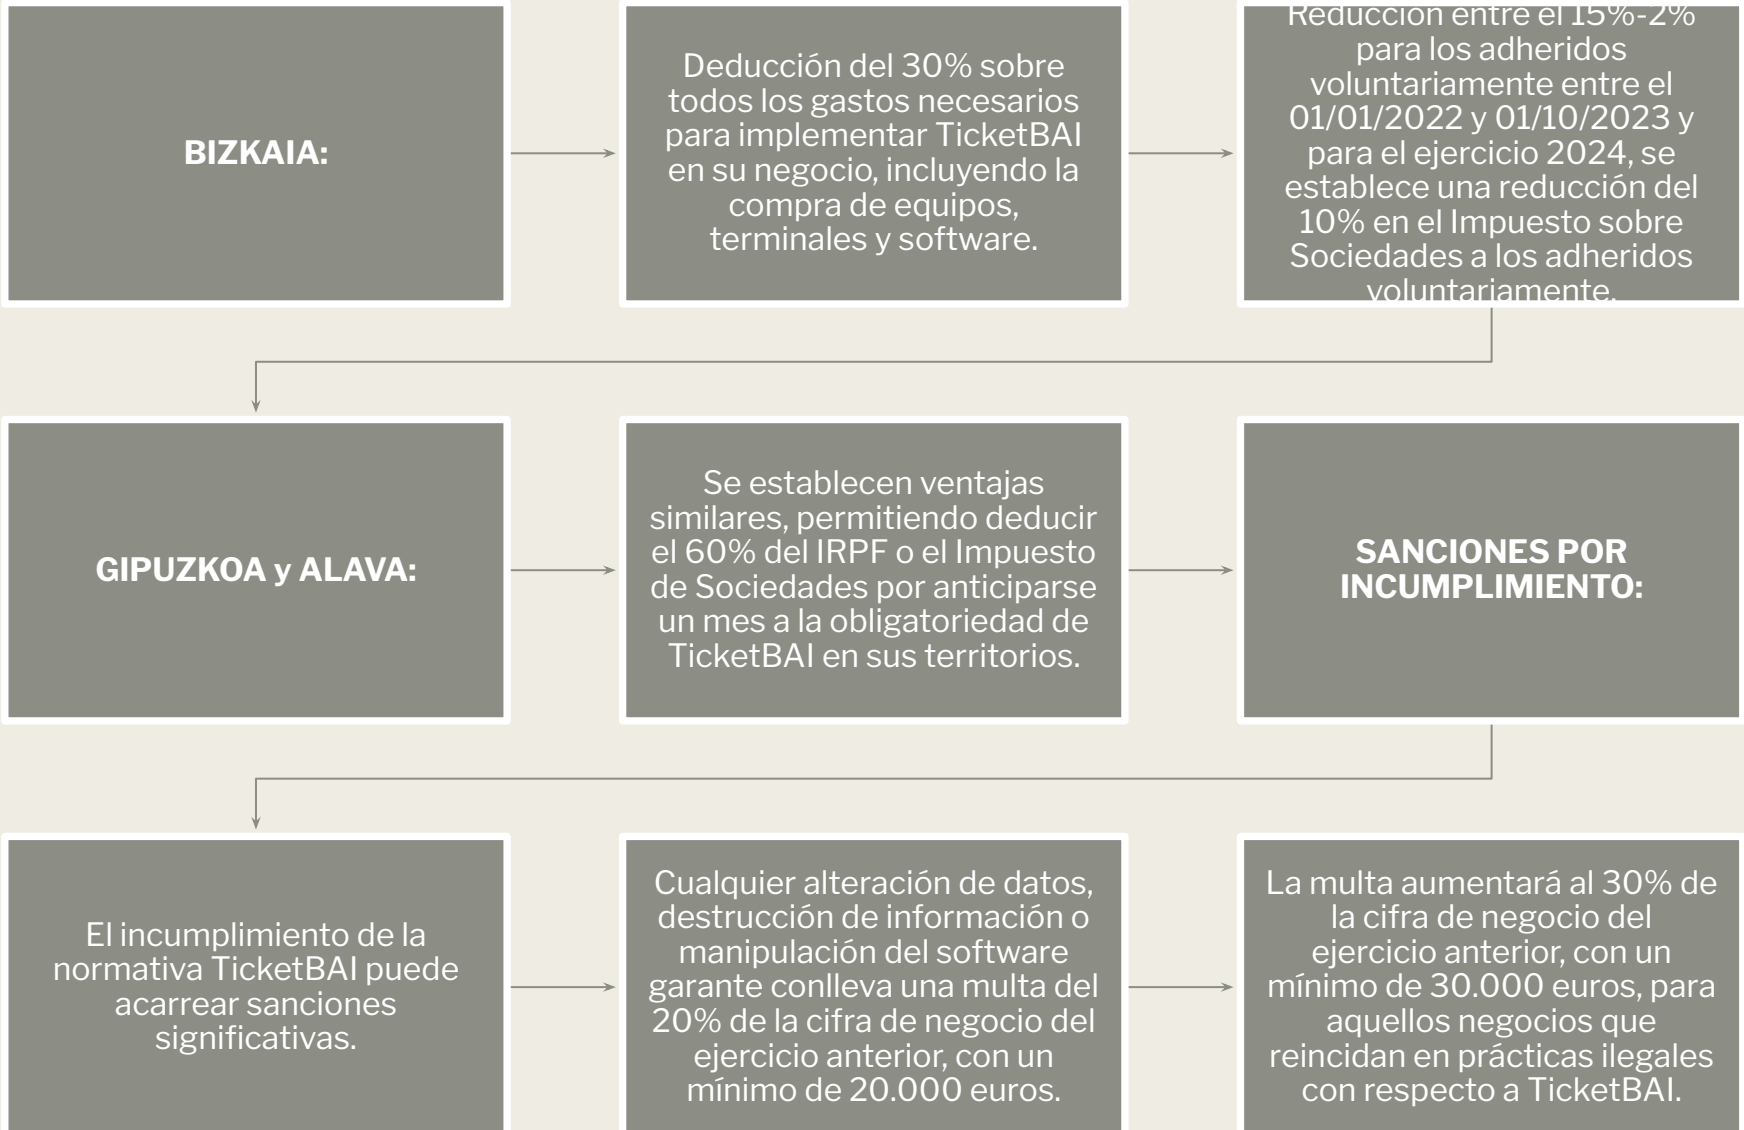 BIZKAIA:
Deducción del 30% sobre
todos los gastos necesarios
para implementar TicketBAI
en su negocio, incluyendo la
compra de equipos,
terminales y software.
Reducción entre el 15%-2%
para los adheridos
voluntariamente entre el
01/01/2022 y 01/10/2023 y
para el ejercicio 2024, se
establece una reducción del
10% en el Impuesto sobre
Sociedades a los adheridos
voluntariamente.
GIPUZKOA y ALAVA:
Se establecen ventajas
similares, permitiendo deducir
el 60% del IRPF o el Impuesto
de Sociedades por anticiparse
un mes a la obligatoriedad de
TicketBAI en sus territorios.
SANCIONES POR
INCUMPLIMIENTO:
El incumplimiento de la
normativa TicketBAI puede
acarrear sanciones
significativas.
Cualquier alteración de datos,
destrucción de información o
manipulación del software
garante conlleva una multa del
20% de la cifra de negocio del
ejercicio anterior, con un
mínimo de 20.000 euros.
La multa aumentará al 30% de
la cifra de negocio del
ejercicio anterior, con un
mínimo de 30.000 euros, para
aquellos negocios que
reincidan en prácticas ilegales
con respecto a TicketBAI.